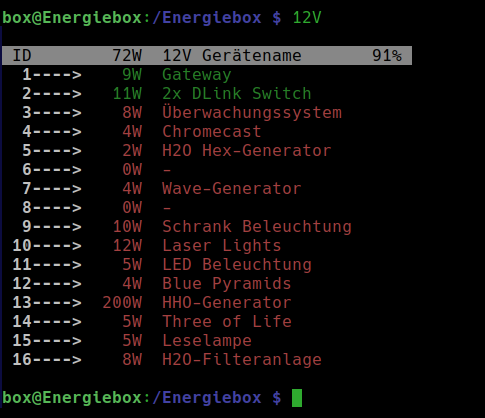 box@Energiebox:/Energiebox $ 12V
ID 72W 12V Gerätename 91%
1----> 9W Gateway
2----> 11W 2x DLink Switch
3----> 8W Überwachungssystem
4----> 4W Chromecast
5----> 2W H2O Hex-Generator
6----> 0W -
7----> 4W Wave-Generator
8----> 0W -
9----> 10W Schrank Beleuchtung
10----> 12W Laser Lights
11----> 5W LED Beleuchtung
12----> 4W Blue Pyramids
13----> 200W HHO-Generator
14----> 5W Three of Life
15----> 5W Leselampe
16----> 8W H2O-Filteranlage
box@Energiebox:/Energiebox $